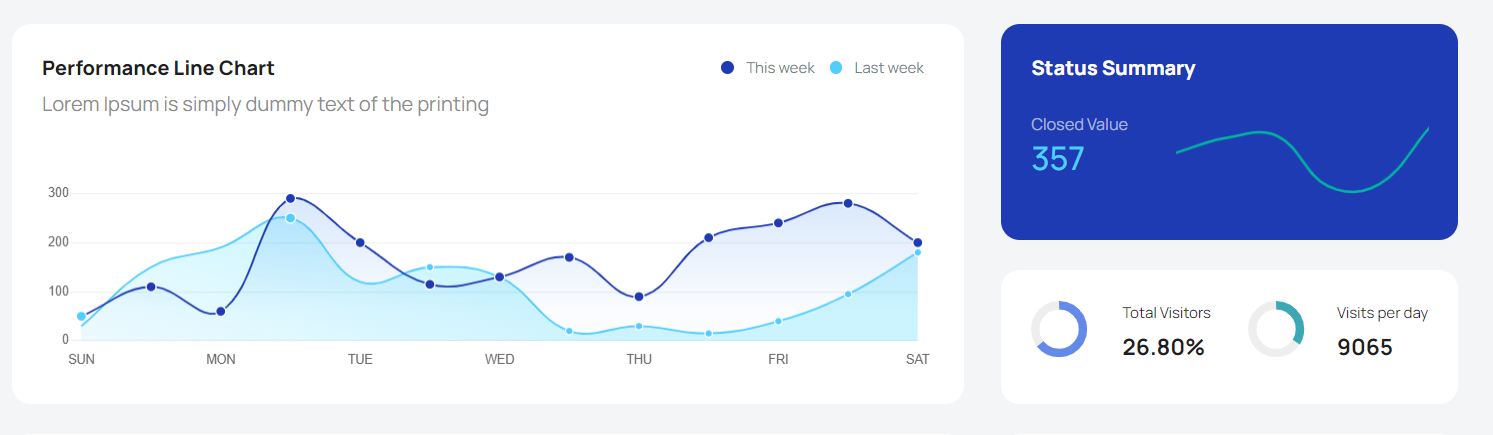 Performance Line Chart
This week
Last week
Lorem Ipsum is simply dummy text of the printing
300
200
100
0
SUN
MON
TUE
WED
THU
FRI
SAT
Status Summary
Closed Value
357
Total Visitors
26.80%
Visits per day
9065